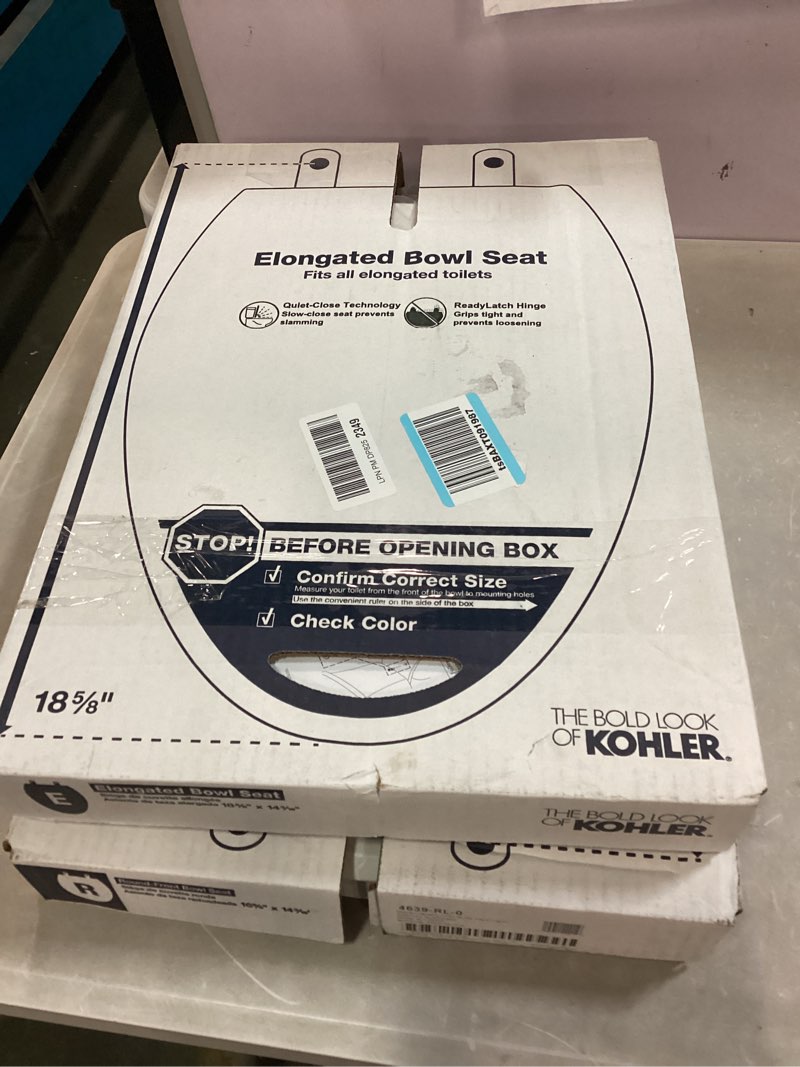 Elongated Bowl Seat
Fits all elongated toilets
Quiet-Close Technology
Slow-close seat prevents
slamming
ReadyLatch Hinge
Grips tight and
prevents loosening
LPN PM DP825 2349
tsBAXT091987
STOP! BEFORE OPENING BOX
Confirm Correct Size
Measure your toilet from the front of the bowl to mounting holes
Use the convenient ruler on the side of the box
Check Color
18 5/8"
THE BOLD LOOK
OF KOHLER.
E
Elongated Bowl Seat
THE BOLD LOOK
OF KOHLER.
R
Round-Front Bowl Seat
4639-RL-0